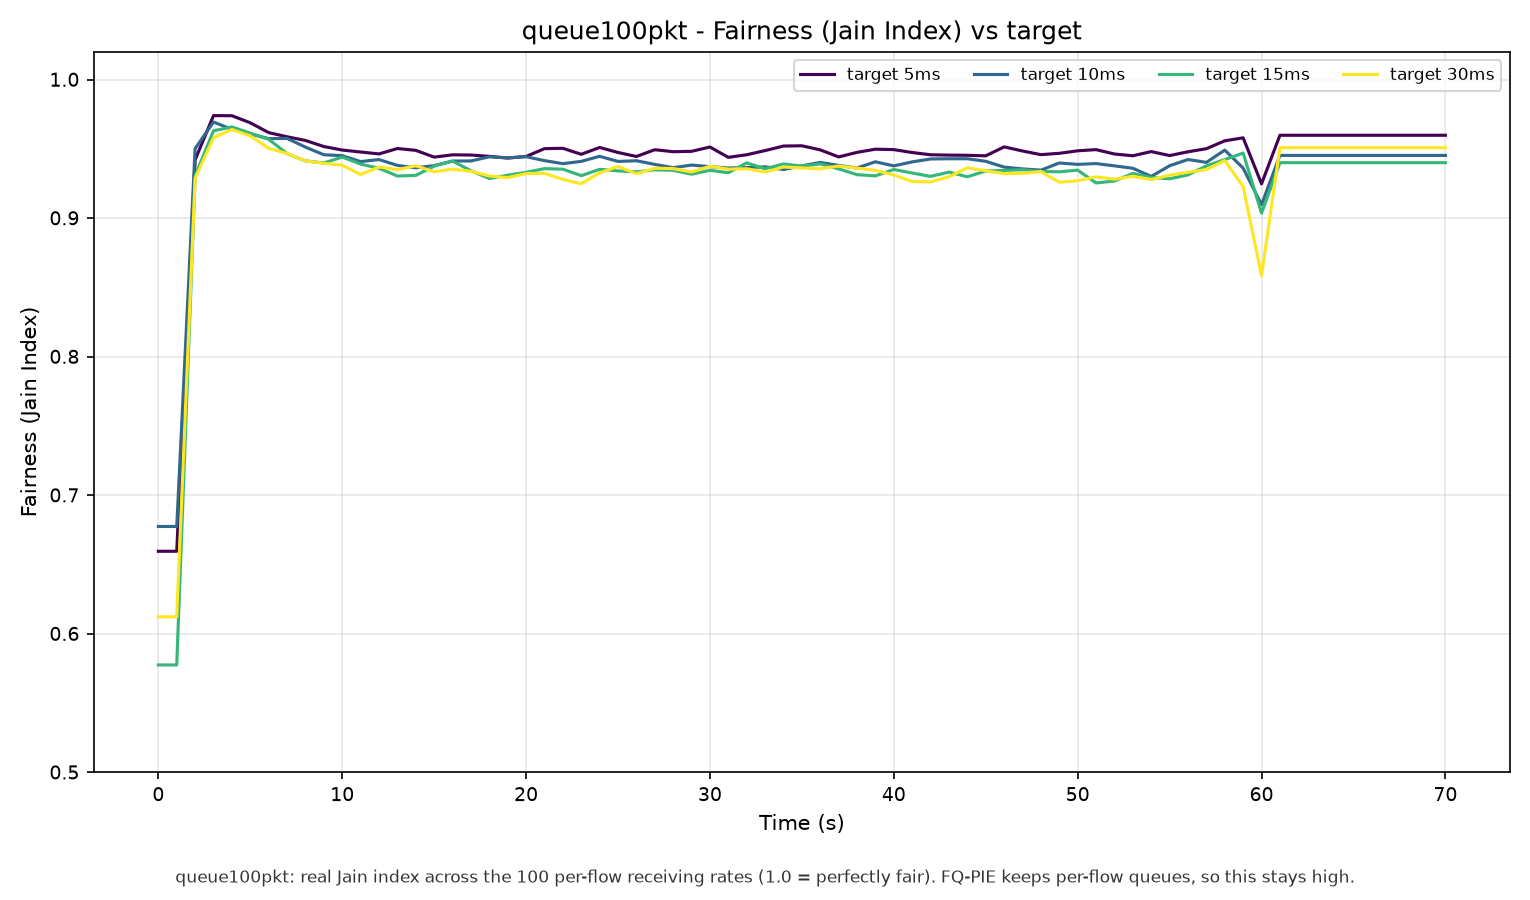 queue100pkt - Fairness (Jain Index) vs target
target 5ms
target 10ms
target 15ms
target 30ms
Fairness (Jain Index)
1.0
0.9
0.8
0.7
0.6
0.5
0
10
20
30
40
50
60
70
Time (s)
queue100pkt: real Jain index across the 100 per-flow receiving rates (1.0 = perfectly fair). FQ-PIE keeps per-flow queues, so this stays high.